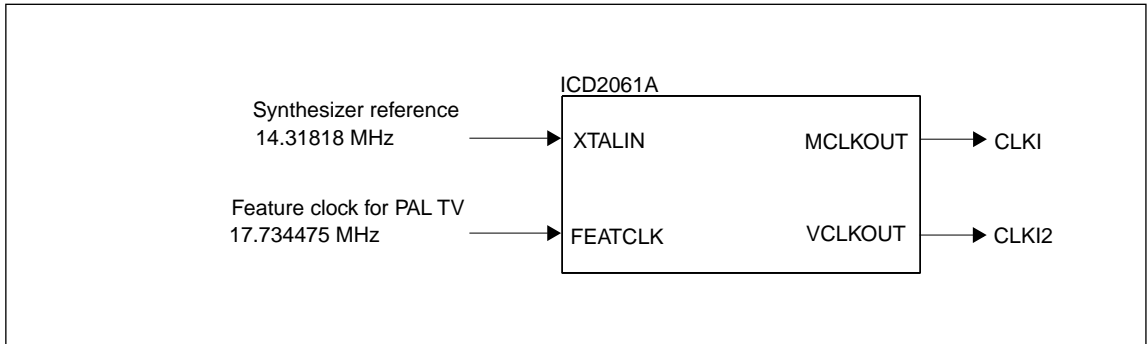 ICD2061A
Synthesizer reference
14.31818 MHz
XTALIN
MCLKOUT
CLKI
Feature clock for PAL TV
17.734475 MHz
FEATCLK
VCLKOUT
CLKI2